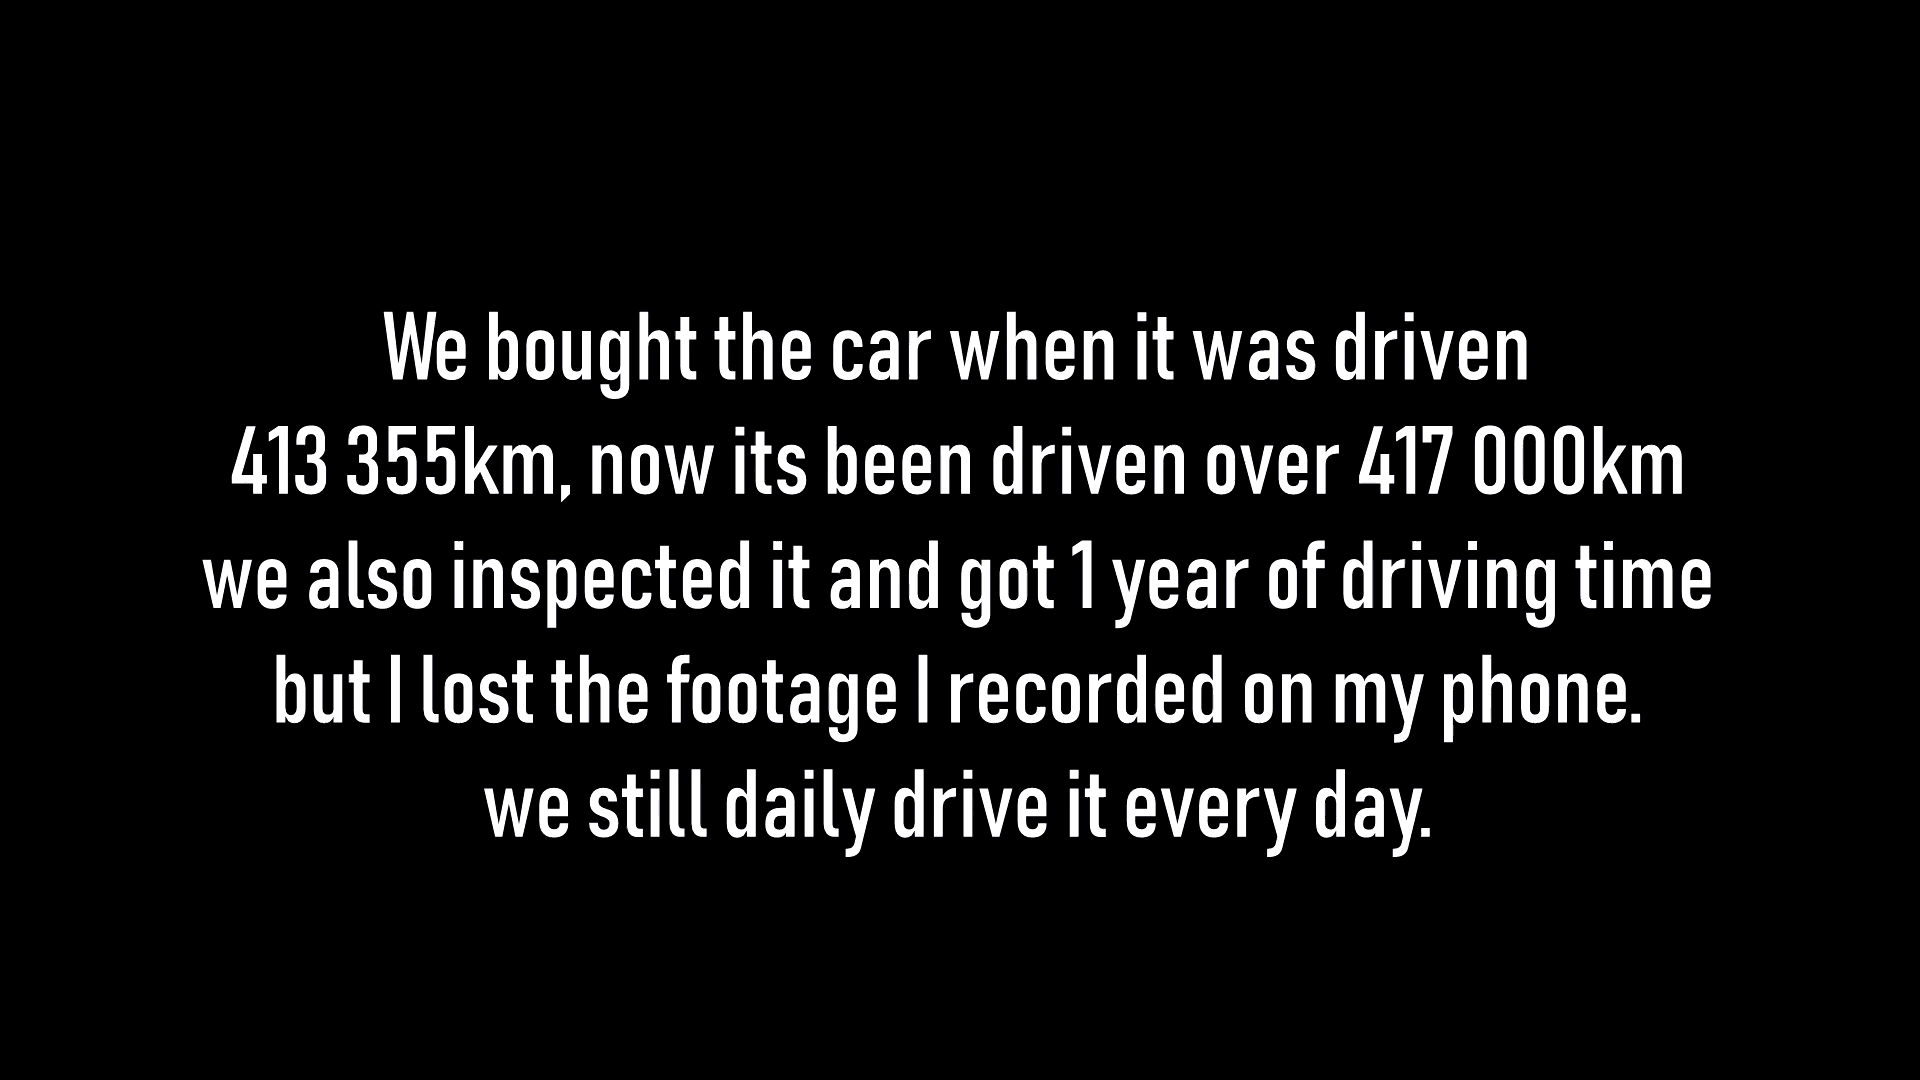 We bought the car when it was driven
413 355km, now its been driven over 417 000km
we also inspected it and got 1 year of driving time
but I lost the footage I recorded on my phone.
we still daily drive it every day.